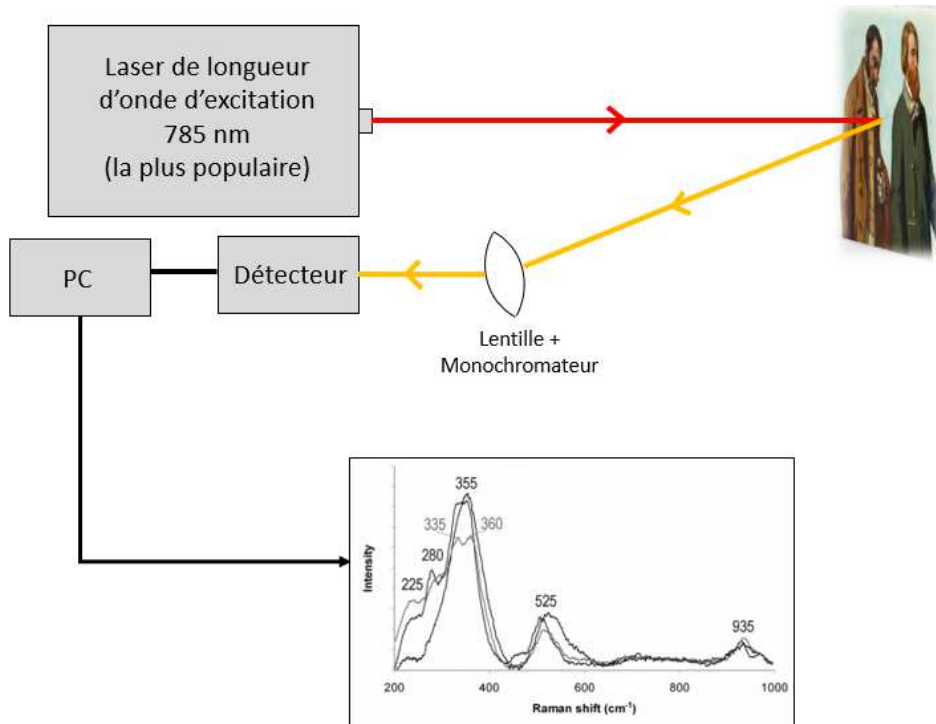 Laser de longueur
d'onde d'excitation
785 nm
(la plus populaire)
PC
Détecteur
Lentille +
Monochromateur
Intensity
355
335
360
280
225
525
935
200
400
600
800
1000
Raman shift (cm⁻¹)